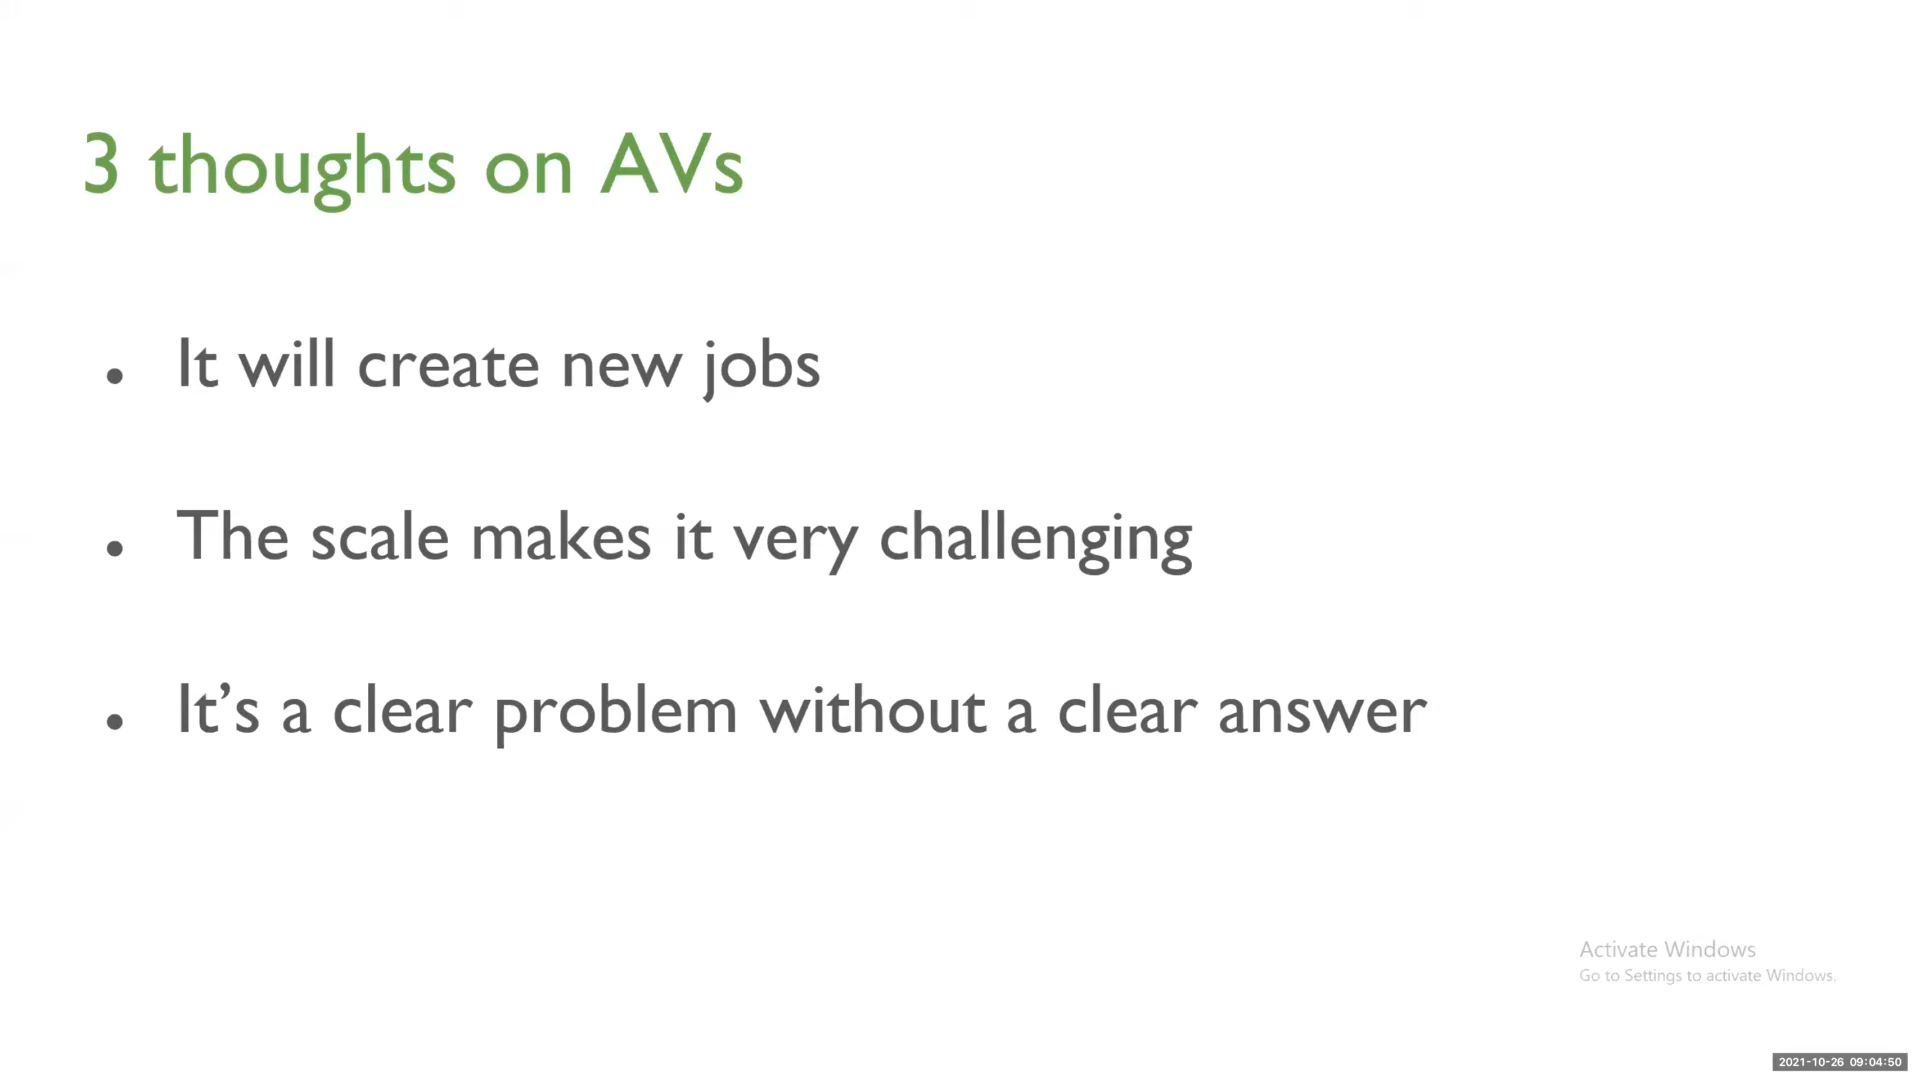 3 thoughts on AVs
• It will create new jobs
• The scale makes it very challenging
• It’s a clear problem without a clear answer
Activate Windows
Go to Settings to activate Windows.
2021-10-26 09:04:50